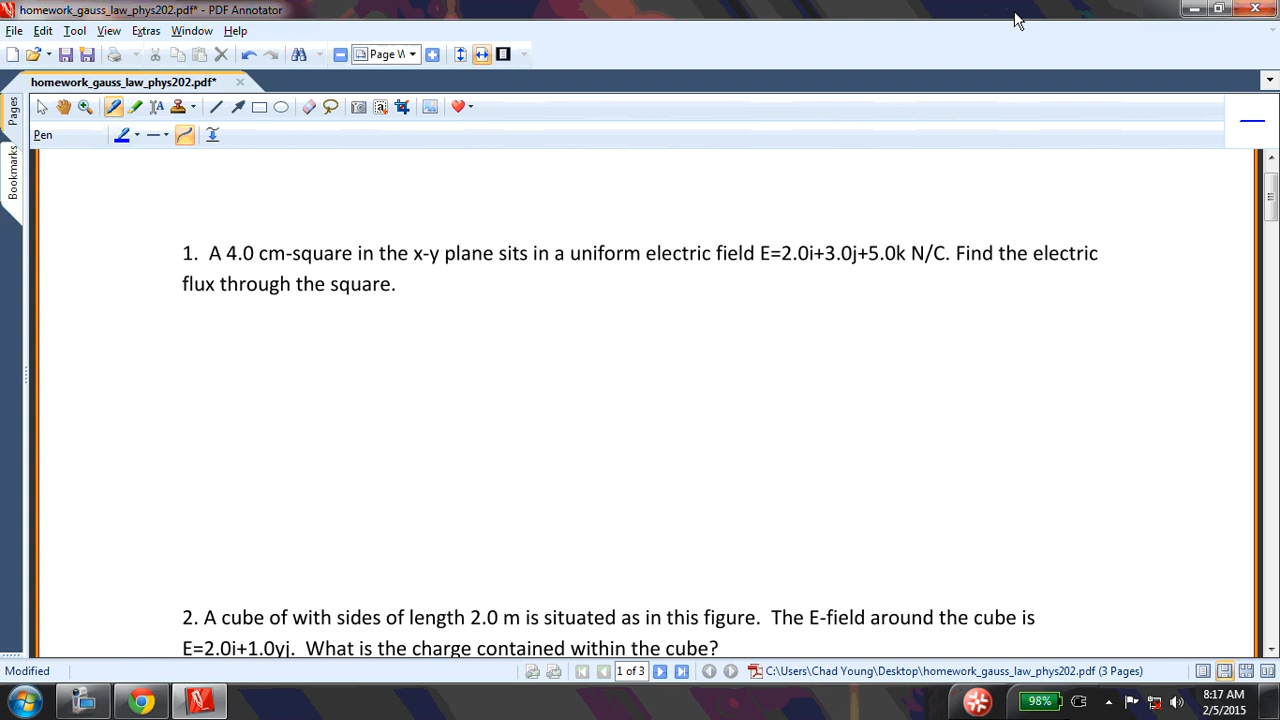 homework_gauss_law_phys202.pdf* - PDF Annotator
File Edit Tool View Extras Window Help
Page W
homework_gauss_law_phys202.pdf*
Pages
Bookmarks
Pen
1. A 4.0 cm-square in the x-y plane sits in a uniform electric field E=2.0i+3.0j+5.0k N/C. Find the electric
flux through the square.
2. A cube of with sides of length 2.0 m is situated as in this figure. The E-field around the cube is
E=2.0i+1.0yj. What is the charge contained within the cube?
Modified
1 of 3
C:\Users\Chad Young\Desktop\homework_gauss_law_phys202.pdf (3 Pages)
98%
8:17 AM
2/5/2015